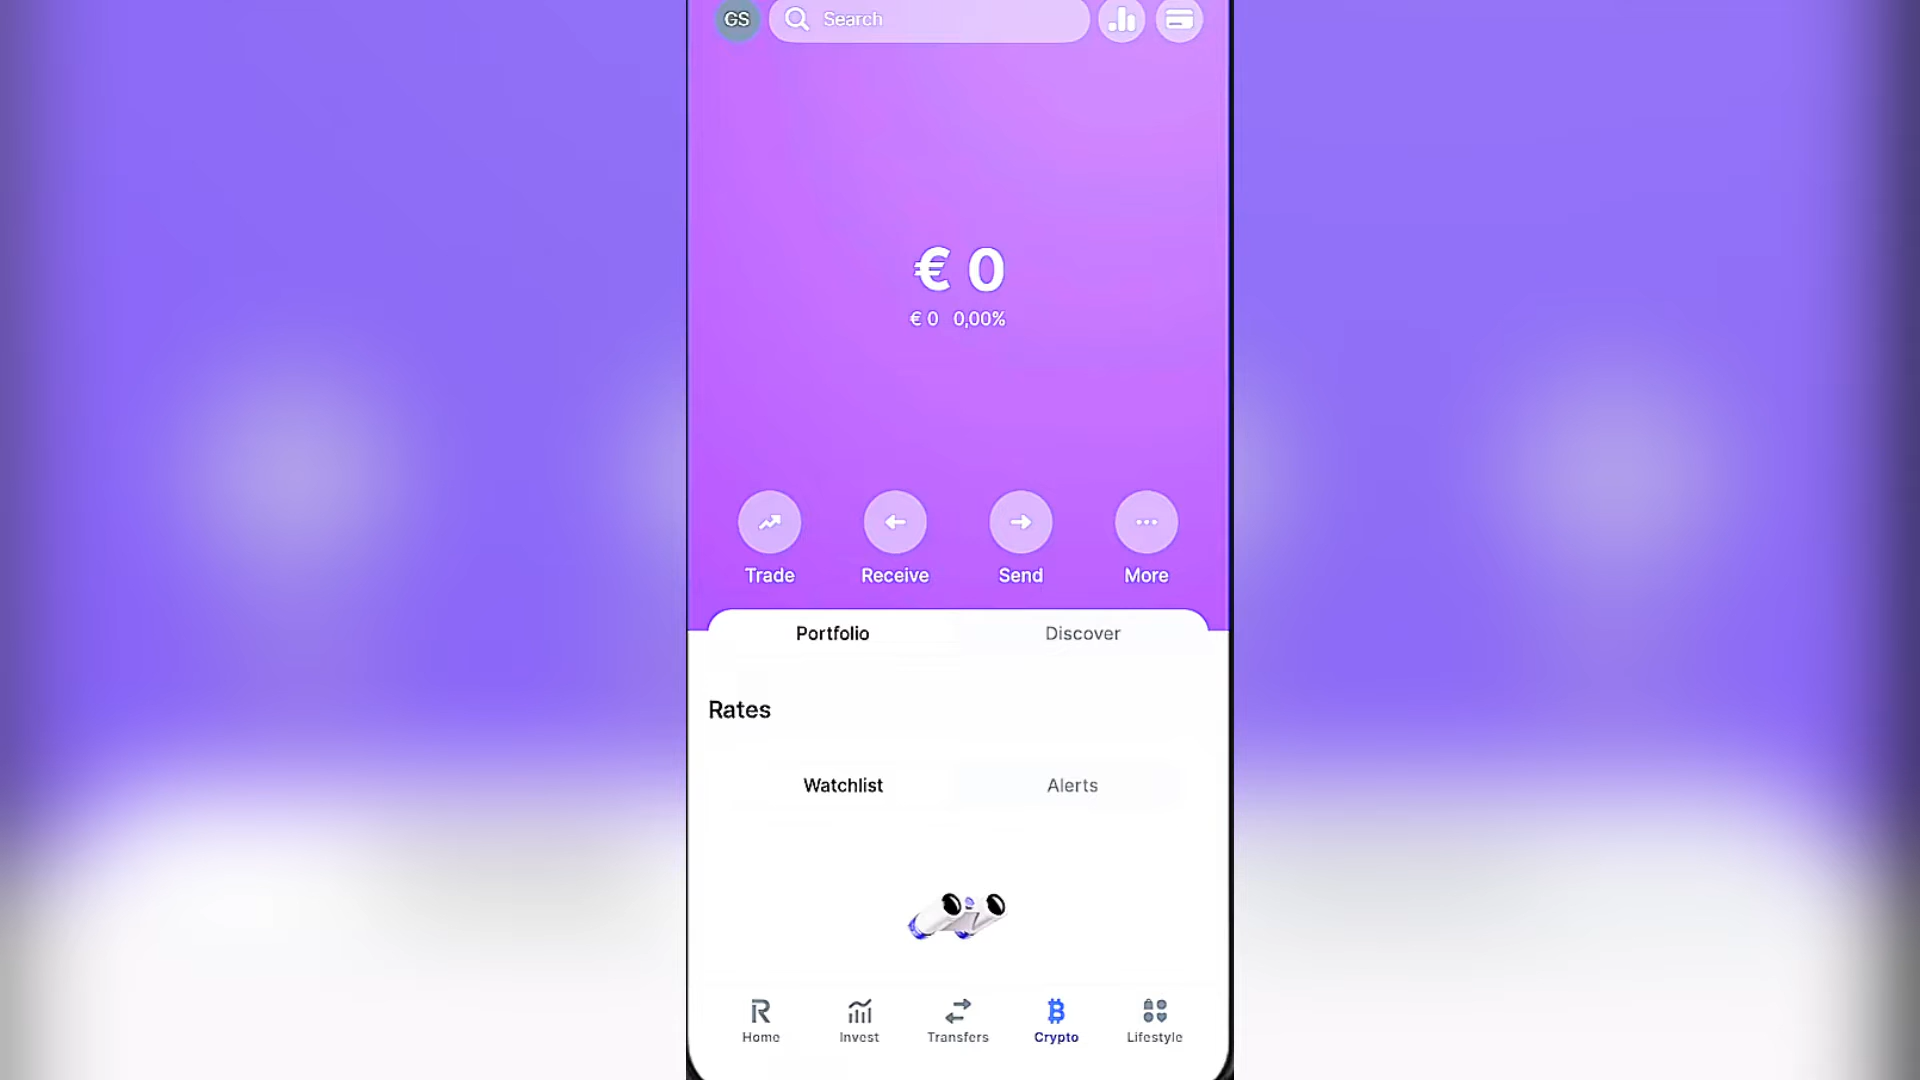 GS Search
€ 0
€ 0 0,00%
Trade Receive Send More
Portfolio Discover
Rates
Watchlist Alerts
Home Invest Transfers Crypto Lifestyle